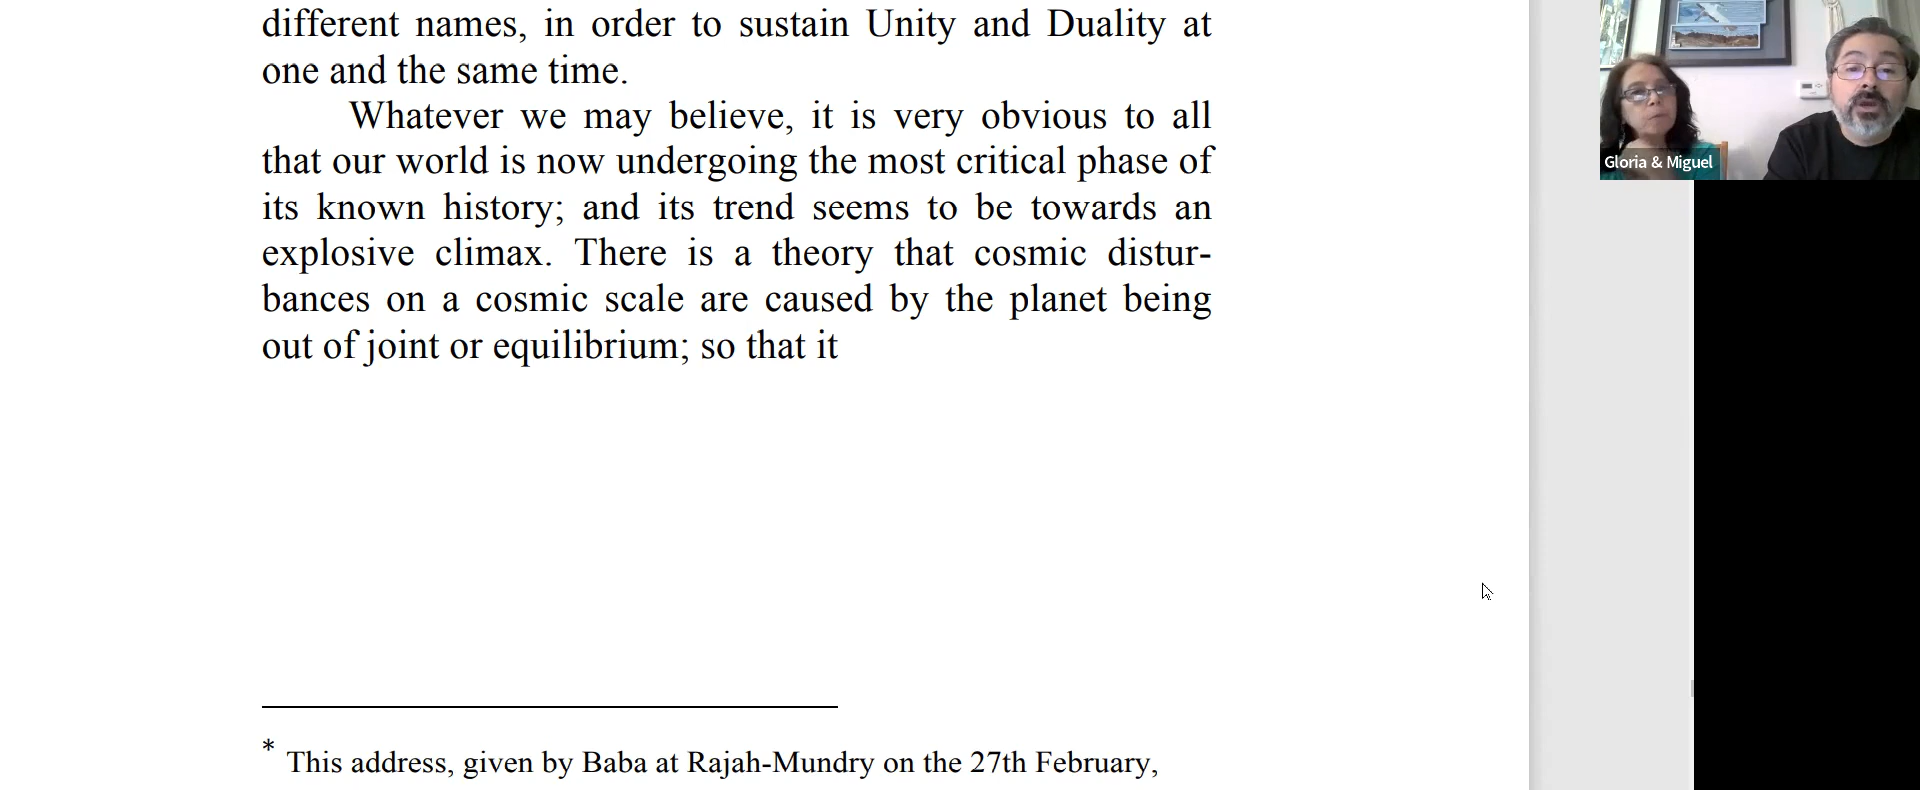 different names, in order to sustain Unity and Duality at
one and the same time.
Whatever we may believe, it is very obvious to all
that our world is now undergoing the most critical phase of
its known history; and its trend seems to be towards an
explosive climax. There is a theory that cosmic distur-
bances on a cosmic scale are caused by the planet being
out of joint or equilibrium; so that it
* This address, given by Baba at Rajah-Mundry on the 27th February,
Gloria & Miguel